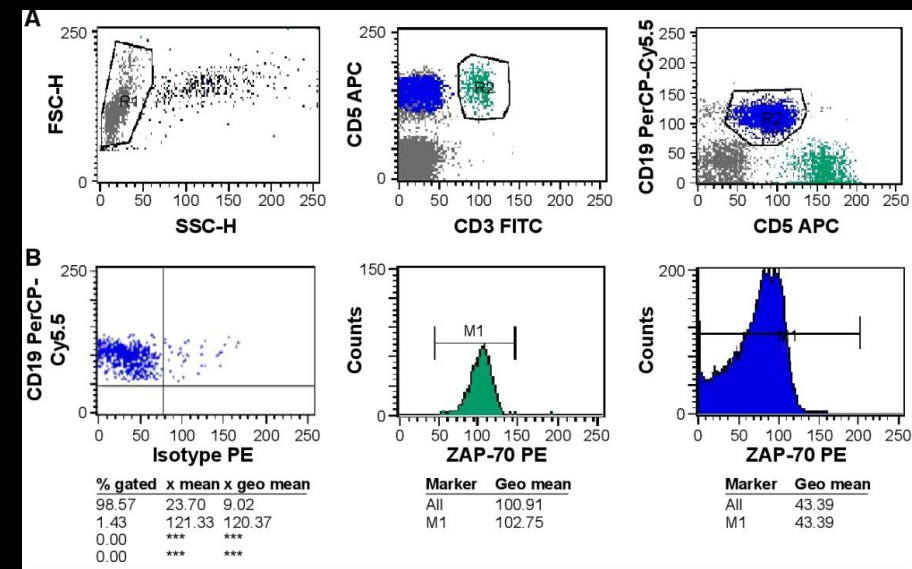 A
250
FSC-H
R1
0
0 50 100 150 200 250
SSC-H
250
CD5 APC
R2
0
0 50 100 150 200 250
CD3 FITC
250
200
150
100
50
0
CD19 PerCP-Cy5.5
R2
0 50 100 150 200 250
CD5 APC
B
250
CD19 PerCP-
Cy5.5
0
0 50 100 150 200 250
Isotype PE
% gated x mean x geo mean
98.57 23.70 9.02
1.43 121.33 120.37
0.00 *** ***
0.00 *** ***
150
Counts
M1
0
0 50 100 150 200 250
ZAP-70 PE
Marker Geo mean
All 100.91
M1 102.75
200
Counts
0
0 50 100 150 200 250
ZAP-70 PE
Marker Geo mean
All 43.39
M1 43.39